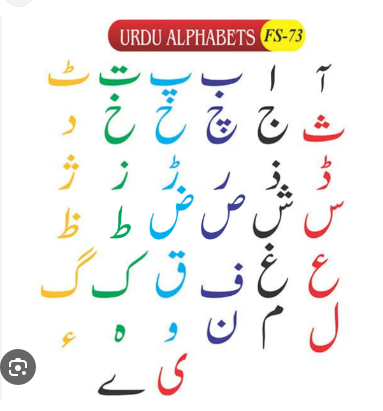 URDU ALPHABETS FS-73
آ ا ب پ ت ٹ
ث ج چ ح خ د
ڈ ذ ر ڑ ز ژ
س ش ص ض ط ظ
ع غ ف ق ک گ
ل م ن و ہ ء
ی ے